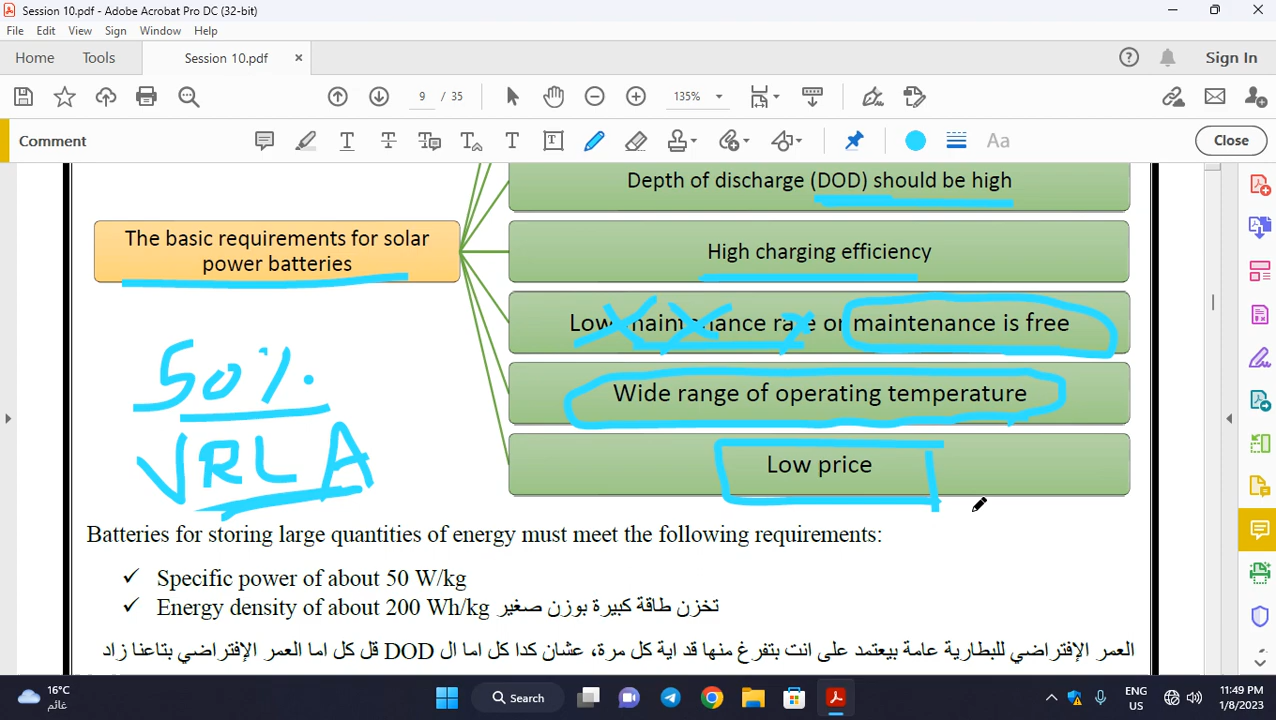 Session 10.pdf - Adobe Acrobat Pro DC (32-bit)
File Edit View Sign Window Help
Home Tools Session 10.pdf × Sign In
9 / 35 135%
Comment Aa Close
Depth of discharge (DOD) should be high
The basic requirements for solar
power batteries
High charging efficiency
Low maintenance rate or maintenance is free
Wide range of operating temperature
Low price
50%
VRLA
Batteries for storing large quantities of energy must meet the following requirements:
✓ Specific power of about 50 W/kg
✓ Energy density of about 200 Wh/kg تخزن طاقة كبيرة بوزن صغير
العمر الإفتراضي للبطارية عامة بيعتمد على انت بتفرغ منها قد اية كل مرة، عشان كدا كل اما ال DOD قل كل اما العمر الإفتراضي بتاعنا زاد
16°C
غائم
Search
ENG
US
11:49 PM
1/8/2023